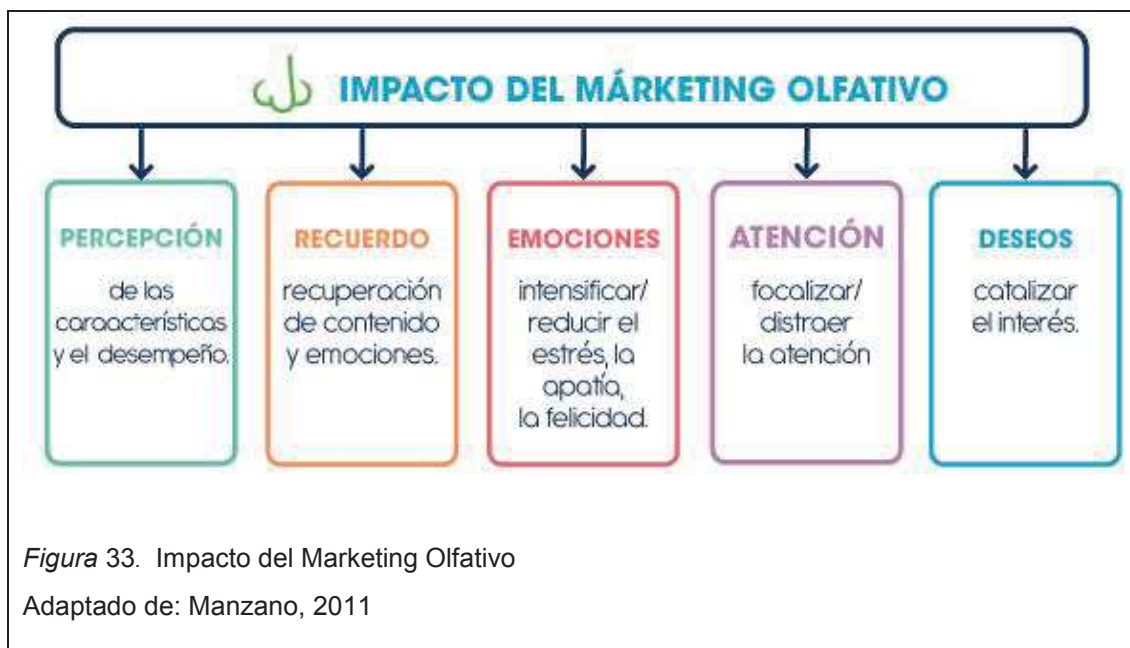 IMPACTO DEL MÁRKETING OLFATIVO
PERCEPCIÓN
de las
caraacterísticas
y el desempeño.
RECUERDO
recuperación
de contenido
y emociones.
EMOCIONES
intensificar/
reducir el
estrés, la
apatía,
la felicidad.
ATENCIÓN
focalizar/
distraer
la atención
DESEOS
catalizar
el interés.
Figura 33. Impacto del Marketing Olfativo
Adaptado de: Manzano, 2011